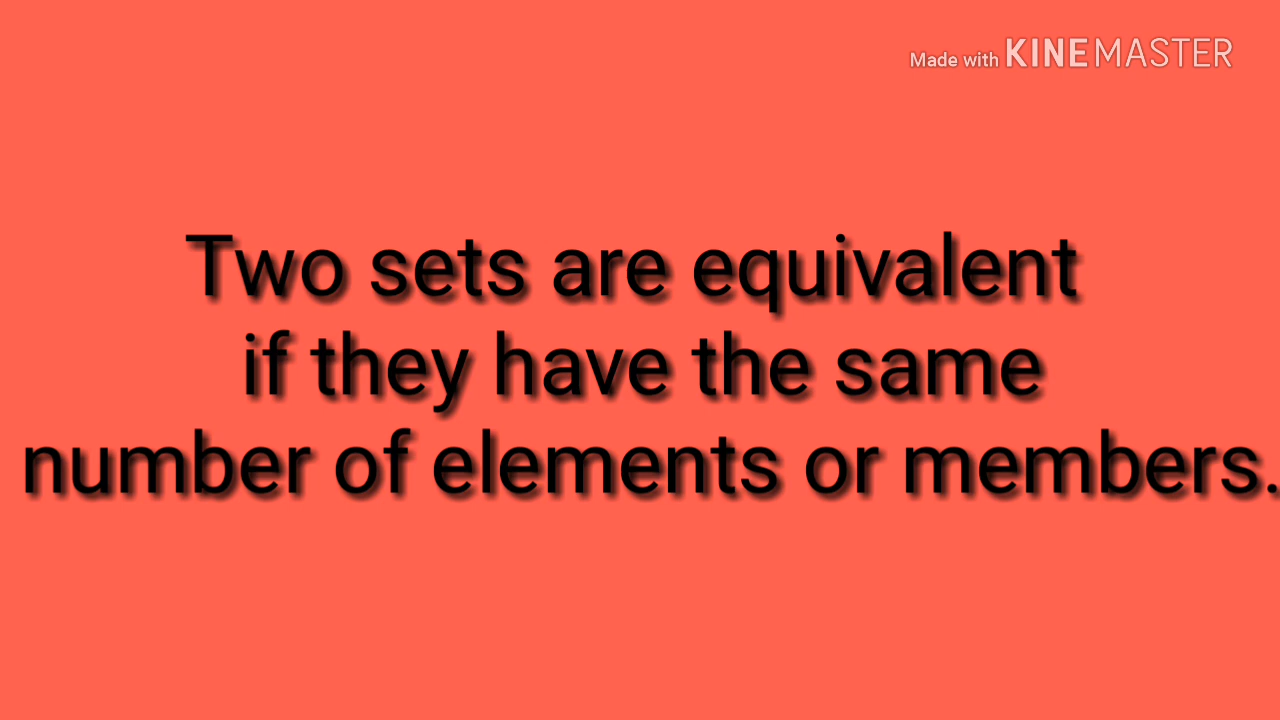 Made with KINEMASTER
Two sets are equivalent
if they have the same
number of elements or members.